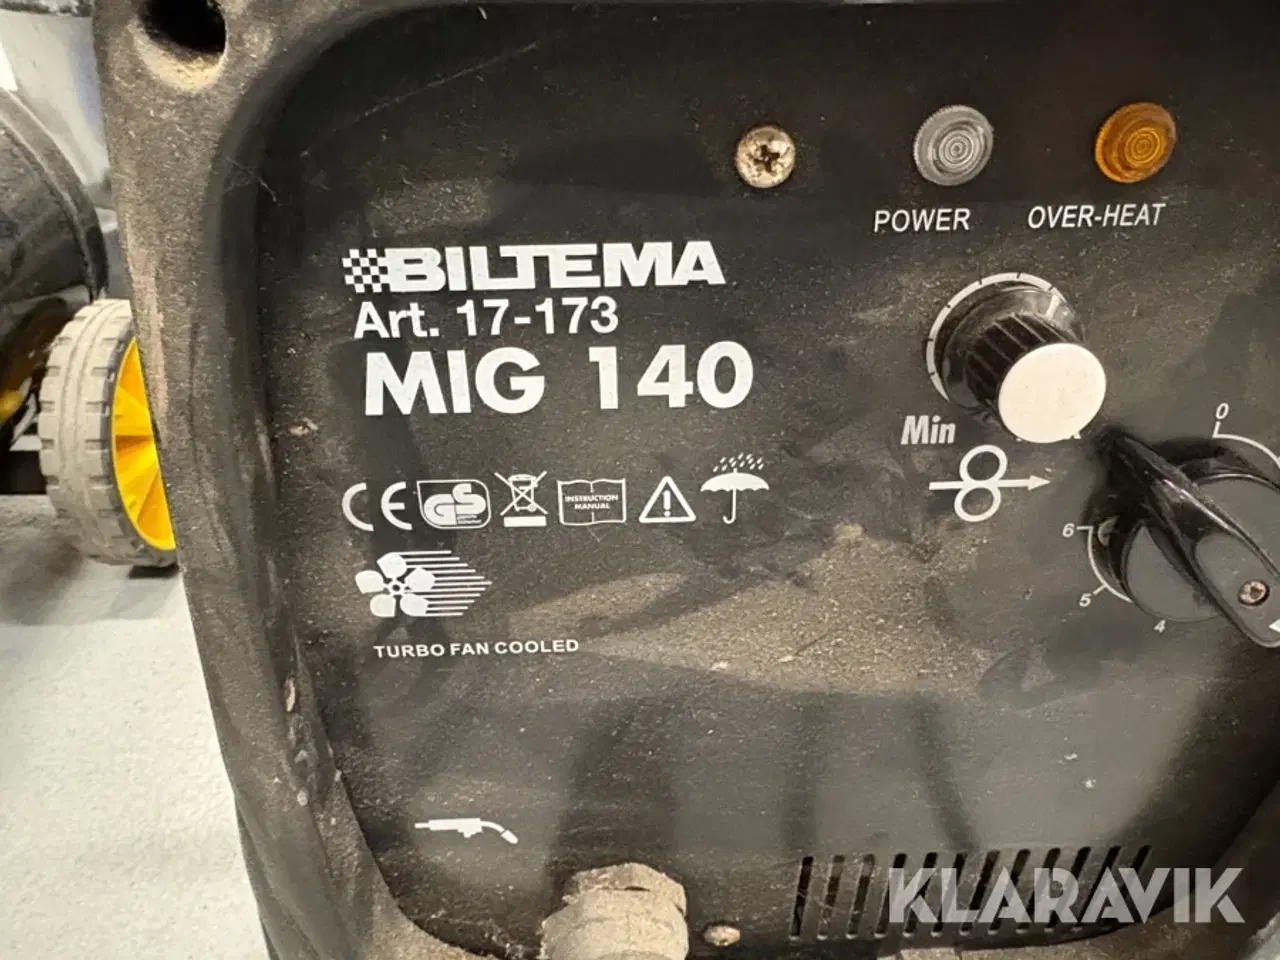 POWER
OVER-HEAT
BILTEMA
Art. 17-173
MIG 140
Min
0
6
5
4
CE
GS
INSTRUCTION
MANUAL
TURBO FAN COOLED
KLARAVIK